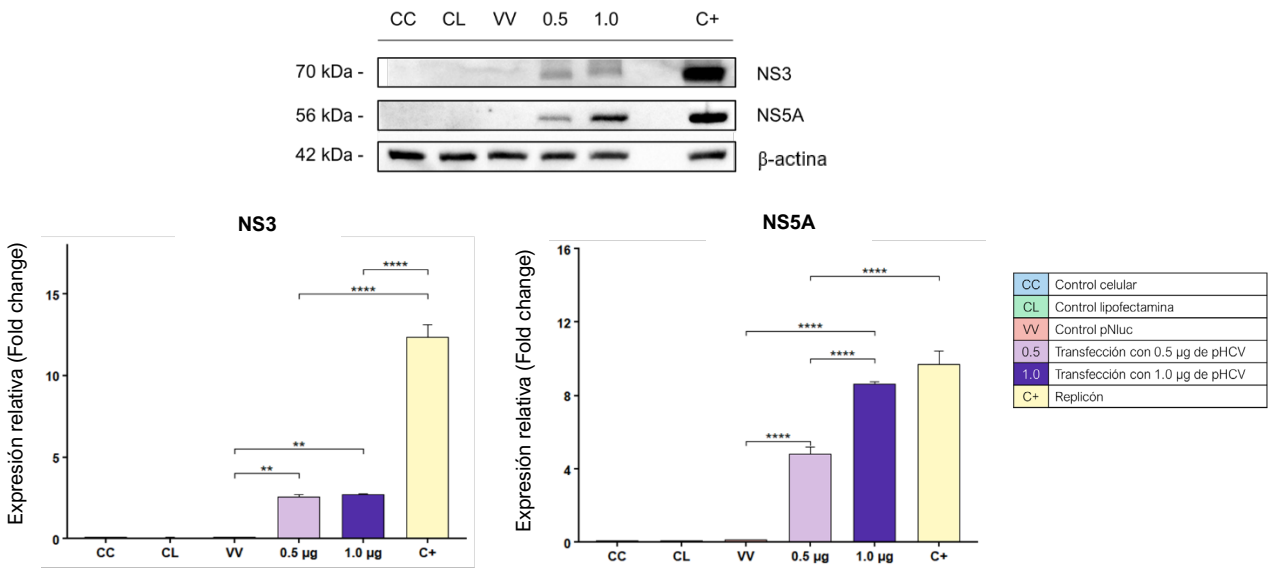 CC CL VV 0.5 1.0 C+
70 kDa - NS3
56 kDa - NS5A
42 kDa - β-actina
NS3
Expresión relativa (Fold change)
15
10
5
0
****
****
**
**
CC CL VV 0.5 µg 1.0 µg C+
NS5A
Expresión relativa (Fold change)
16
12
8
4
0
****
****
****
****
CC CL VV 0.5 µg 1.0 µg C+
CC Control celular
CL Control lipofectamina
VV Control pNluc
0.5 Transfección con 0.5 µg de pHCV
1.0 Transfección con 1.0 µg de pHCV
C+ Replicón